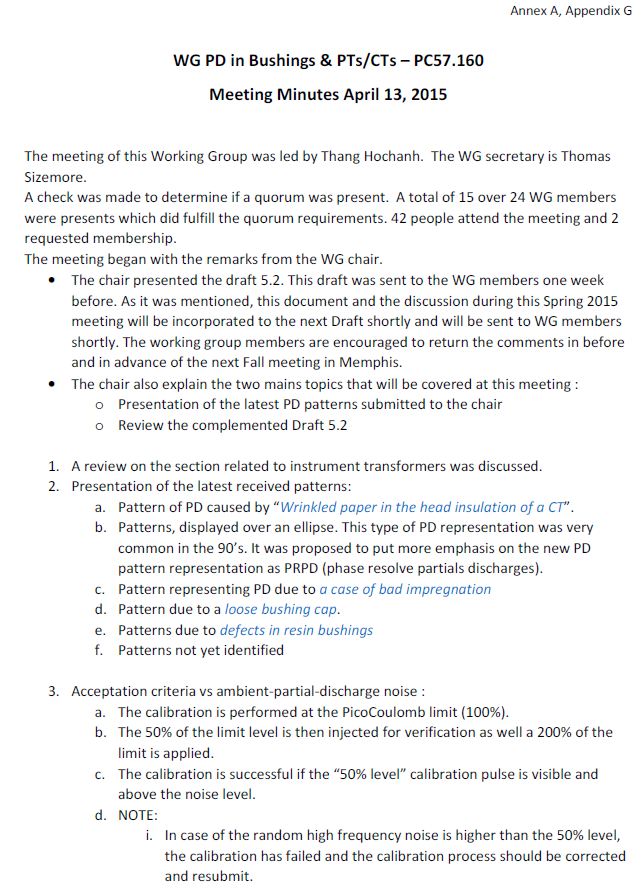 Annex A, Appendix G
WG PD in Bushings & PTs/CTs – PC57.160
Meeting Minutes April 13, 2015
The meeting of this Working Group was led by Thang Hochanh.  The WG secretary is Thomas
Sizemore.
A check was made to determine if a quorum was present.  A total of 15 over 24 WG members
were presents which did fulfill the quorum requirements. 42 people attend the meeting and 2
requested membership.
The meeting began with the remarks from the WG chair.
• The chair presented the draft 5.2. This draft was sent to the WG members one week
before. As it was mentioned, this document and the discussion during this Spring 2015
meeting will be incorporated to the next Draft shortly and will be sent to WG members
shortly. The working group members are encouraged to return the comments in before
and in advance of the next Fall meeting in Memphis.
• The chair also explain the two mains topics that will be covered at this meeting :
o Presentation of the latest PD patterns submitted to the chair
o Review the complemented Draft 5.2
1. A review on the section related to instrument transformers was discussed.
2. Presentation of the latest received patterns:
a. Pattern of PD caused by “Wrinkled paper in the head insulation of a CT”.
b. Patterns, displayed over an ellipse. This type of PD representation was very
common in the 90’s. It was proposed to put more emphasis on the new PD
pattern representation as PRPD (phase resolve partials discharges).
c. Pattern representing PD due to a case of bad impregnation
d. Pattern due to a loose bushing cap.
e. Patterns due to defects in resin bushings
f. Patterns not yet identified
3. Acceptation criteria vs ambient-partial-discharge noise :
a. The calibration is performed at the PicoCoulomb limit (100%).
b. The 50% of the limit level is then injected for verification as well a 200% of the
limit is applied.
c. The calibration is successful if the “50% level” calibration pulse is visible and
above the noise level.
d. NOTE:
i. In case of the random high frequency noise is higher than the 50% level,
the calibration has failed and the calibration process should be corrected
and resubmit.